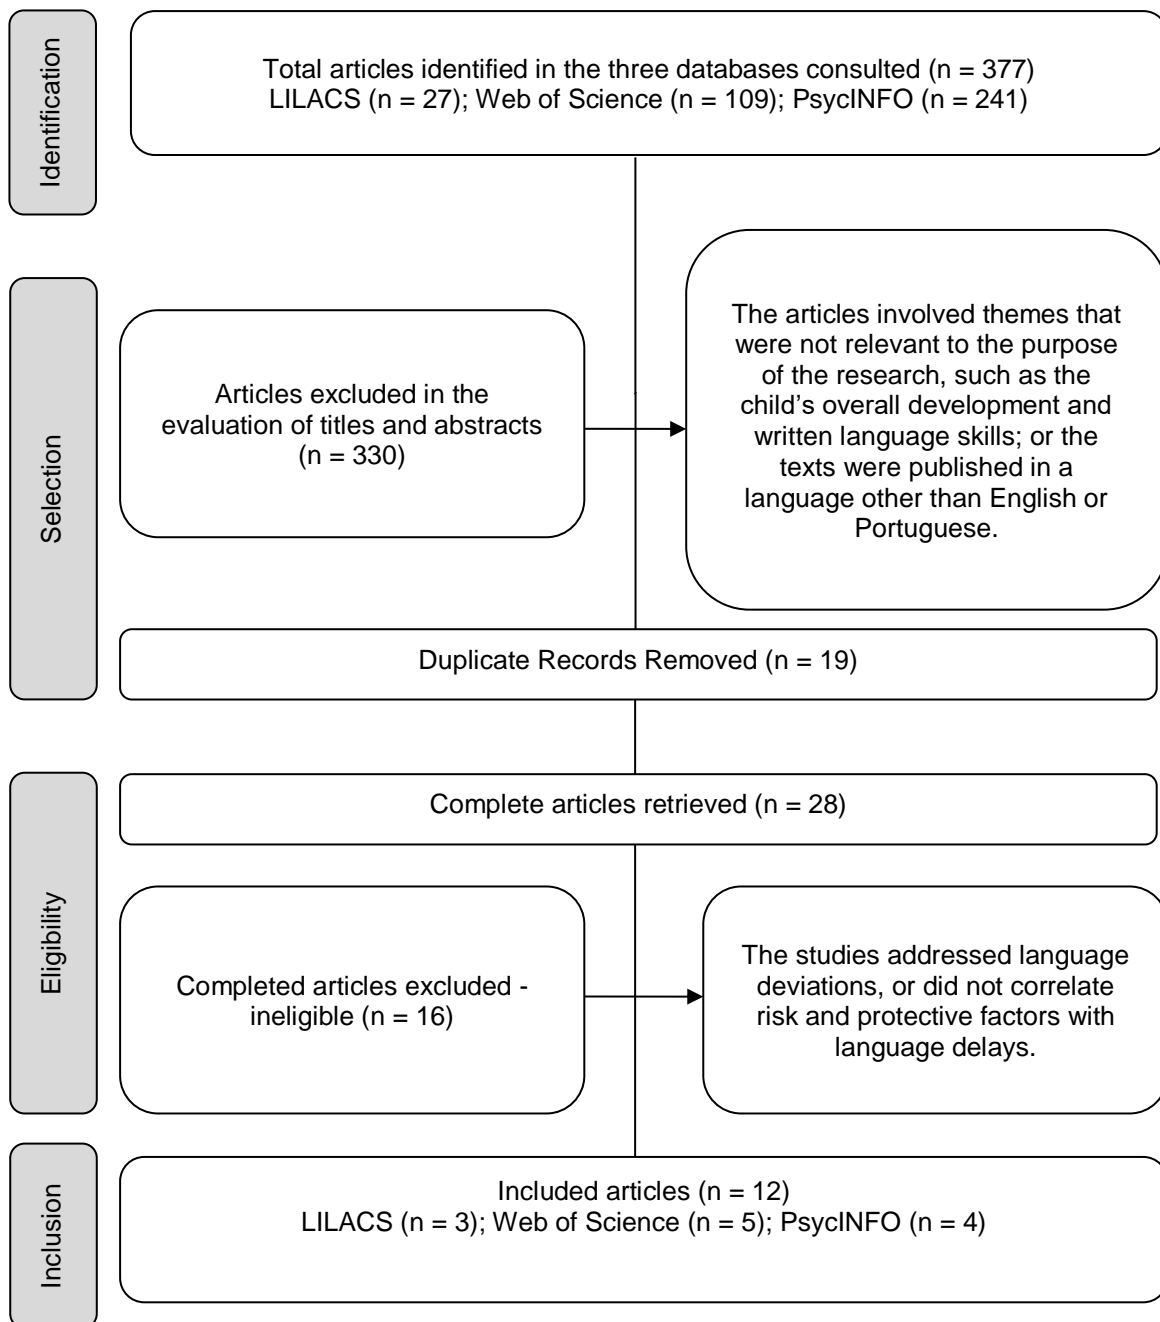 Identification
Total articles identified in the three databases consulted (n = 377)
LILACS (n = 27); Web of Science (n = 109); PsycINFO (n = 241)
Selection
Articles excluded in the
evaluation of titles and abstracts
(n = 330)
The articles involved themes that
were not relevant to the purpose
of the research, such as the
child’s overall development and
written language skills; or the
texts were published in a
language other than English or
Portuguese.
Duplicate Records Removed (n = 19)
Eligibility
Complete articles retrieved (n = 28)
Completed articles excluded -
ineligible (n = 16)
The studies addressed language
deviations, or did not correlate
risk and protective factors with
language delays.
Inclusion
Included articles (n = 12)
LILACS (n = 3); Web of Science (n = 5); PsycINFO (n = 4)